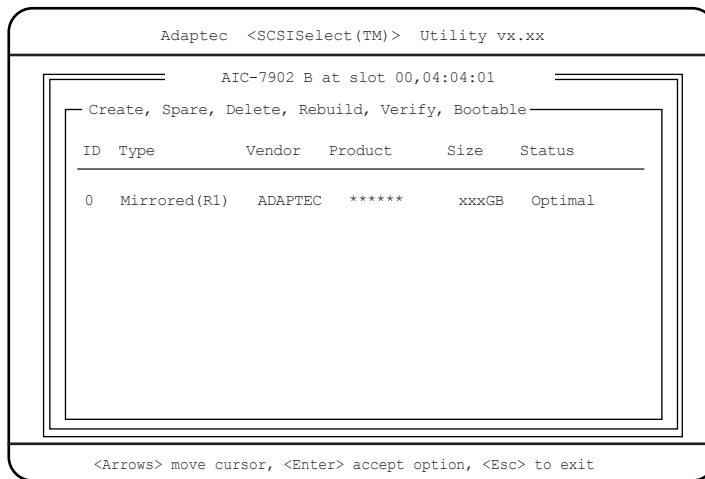 Adaptec <SCSISelect(TM)> Utility vx.xx
AIC-7902 B at slot 00,04:04:01
Create, Spare, Delete, Rebuild, Verify, Bootable
ID Type Vendor Product Size Status
0 Mirrored(R1) ADAPTEC ****** xxxGB Optimal
<Arrows> move cursor, <Enter> accept option, <Esc> to exit